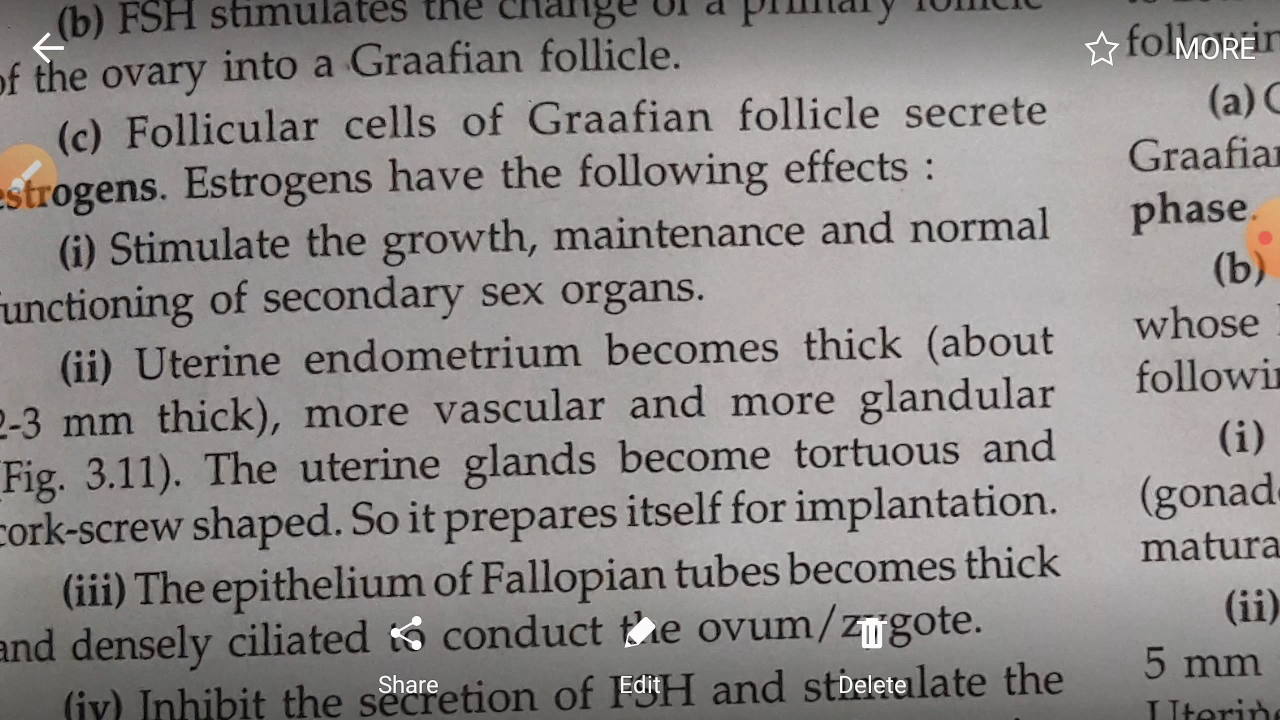 (b) FSH stimulates the change of a primary follicle
of the ovary into a Graafian follicle.
(c) Follicular cells of Graafian follicle secrete
estrogens. Estrogens have the following effects :
(i) Stimulate the growth, maintenance and normal
functioning of secondary sex organs.
(ii) Uterine endometrium becomes thick (about
2-3 mm thick), more vascular and more glandular
(Fig. 3.11). The uterine glands become tortuous and
cork-screw shaped. So it prepares itself for implantation.
(iii) The epithelium of Fallopian tubes becomes thick
and densely ciliated to conduct the ovum/zygote.
(iv) Inhibit the secretion of FSH and stimulate the
MORE
(a)
Graafian
phase.
(b)
whose
(i)
(ii)
5 mm
Share
Edit
Delete